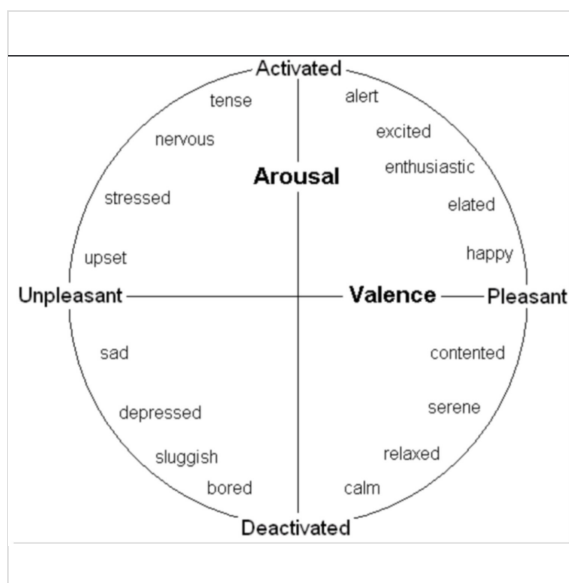 Activated
tense
alert
nervous
excited
enthusiastic
Arousal
stressed
elated
upset
happy
Unpleasant
Valence
Pleasant
sad
contented
depressed
serene
sluggish
relaxed
bored
calm
Deactivated